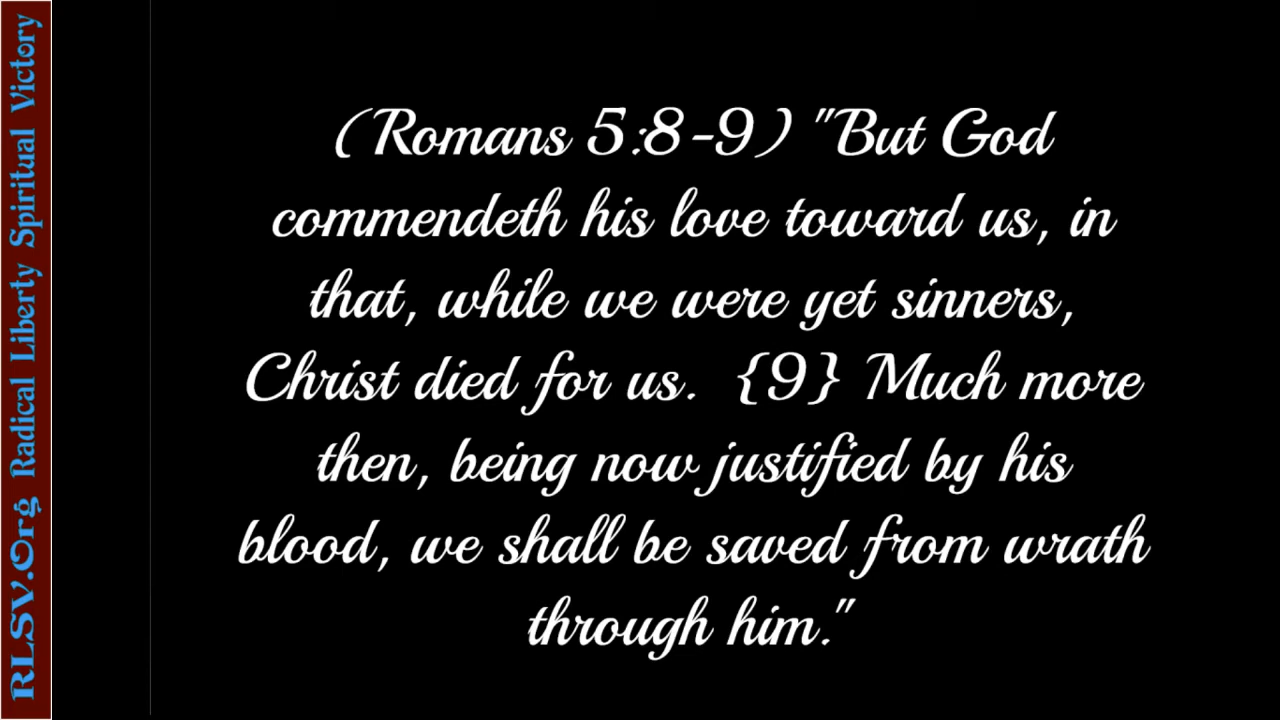 RLSV.Org Radical Liberty Spiritual Victory
(Romans 5:8-9) "But God
commendeth his love toward us, in
that, while we were yet sinners,
Christ died for us. {9} Much more
then, being now justified by his
blood, we shall be saved from wrath
through him."